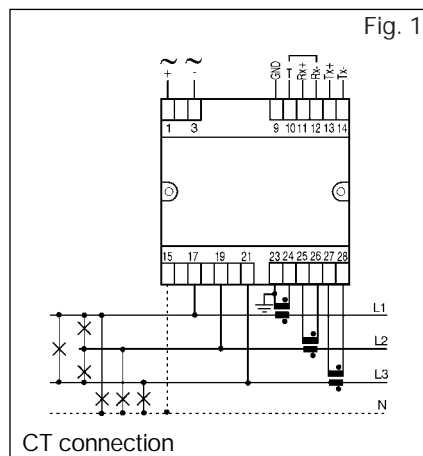 Fig. 1
~ ~ GND T Rx+ Rx- Tx+ Tx-
+ -
1 3 9 10 11 12 13 14
15 17 19 21 23 24 25 26 27 28
L1
L2
L3
N
CT connection